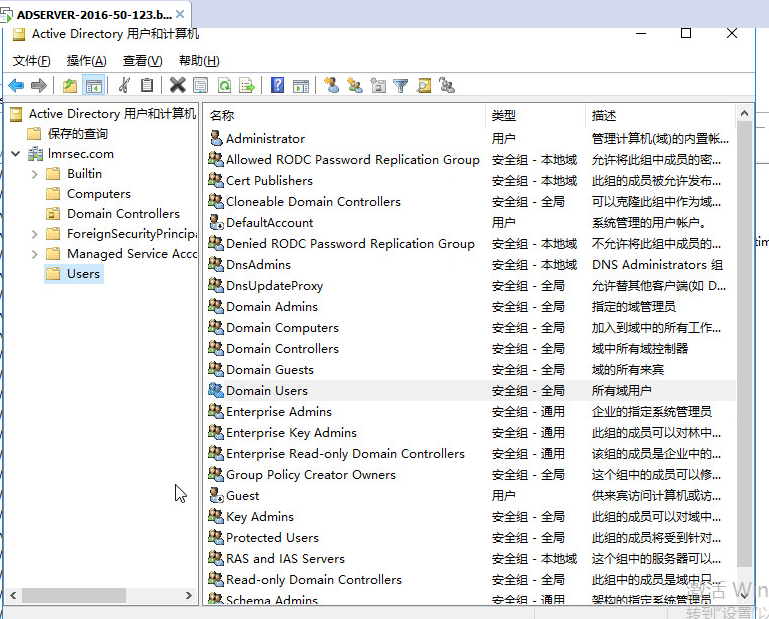 ADSERVER-2016-50-123.b...
Active Directory 用户和计算机
文件(F) 操作(A) 查看(V) 帮助(H)
Active Directory 用户和计算机
保存的查询
lmrsec.com
Builtin
Computers
Domain Controllers
ForeignSecurityPrincipa
Managed Service Acco
Users
名称 类型 描述
Administrator 用户 管理计算机(域)的内置帐...
Allowed RODC Password Replication Group 安全组 - 本地域 允许将此组中成员的密...
Cert Publishers 安全组 - 本地域 此组的成员被允许发布...
Cloneable Domain Controllers 安全组 - 全局 可以克隆此组中作为域...
DefaultAccount 用户 系统管理的用户帐户。
Denied RODC Password Replication Group 安全组 - 本地域 不允许将此组中成员的...
DnsAdmins 安全组 - 本地域 DNS Administrators 组
DnsUpdateProxy 安全组 - 全局 允许替其他客户端(如 D...
Domain Admins 安全组 - 全局 指定的域管理员
Domain Computers 安全组 - 全局 加入到域中的所有工作...
Domain Controllers 安全组 - 全局 域中所有域控制器
Domain Guests 安全组 - 全局 域的所有来宾
Domain Users 安全组 - 全局 所有域用户
Enterprise Admins 安全组 - 通用 企业的指定系统管理员
Enterprise Key Admins 安全组 - 通用 此组的成员可以对林中...
Enterprise Read-only Domain Controllers 安全组 - 通用 该组的成员是企业中的...
Group Policy Creator Owners 安全组 - 全局 这个组中的成员可以修...
Guest 用户 供来宾访问计算机或访...
Key Admins 安全组 - 全局 此组的成员可以对域中...
Protected Users 安全组 - 全局 此组的成员将受到针对...
RAS and IAS Servers 安全组 - 本地域 这个组中的服务器可以...
Read-only Domain Controllers 安全组 - 全局 此组中的成员是域中只...
Schema Admins 安全组 - 通用 架构的指定系统管理员
tim
激活 Win
转到"设置"以